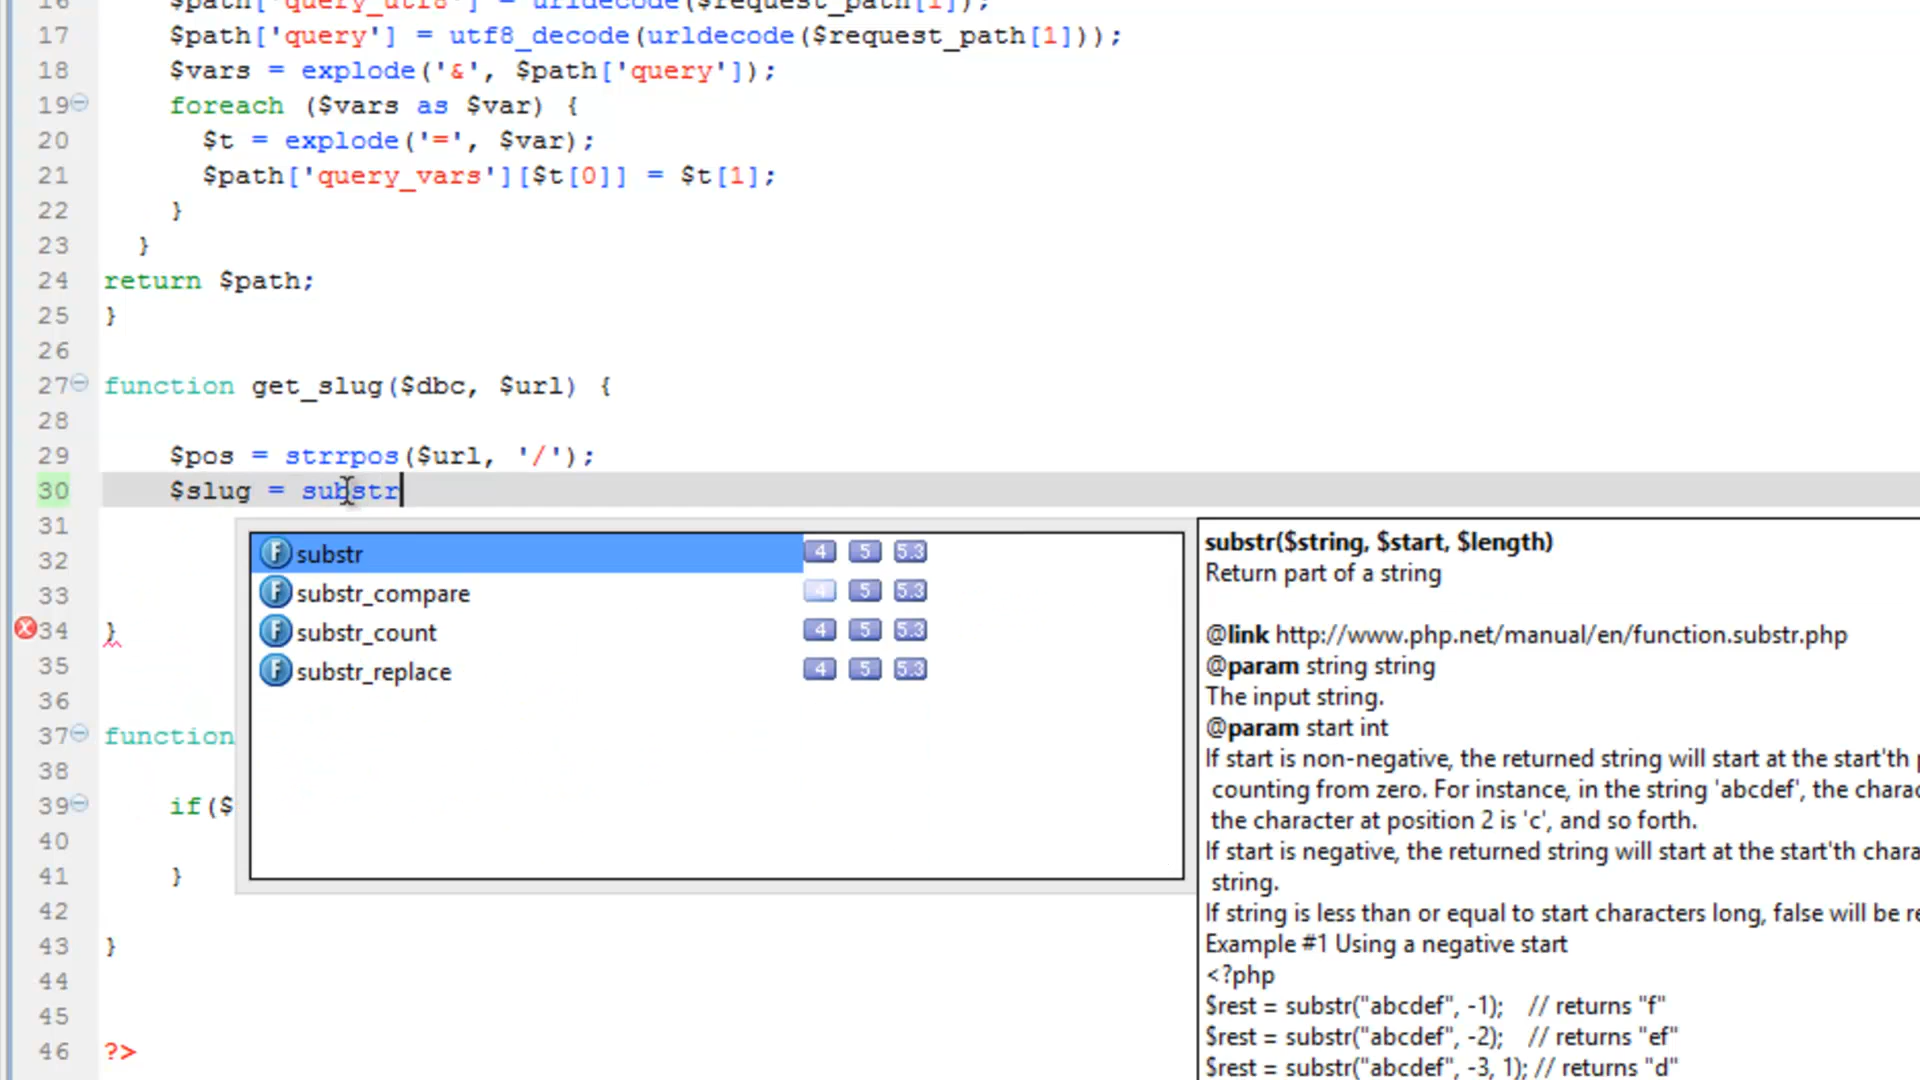 16 $path['query_utf8'] = urldecode($request_path[1]);
17 $path['query'] = utf8_decode(urldecode($request_path[1]));
18 $vars = explode('&', $path['query']);
19 foreach ($vars as $var) {
20 $t = explode('=', $var);
21 $path['query_vars'][$t[0]] = $t[1];
22 }
23 }
24 return $path;
25 }
26
27 function get_slug($dbc, $url) {
28
29 $pos = strrpos($url, '/');
30 $slug = substr
31
32
33
34 }
35
36
37 function
38
39 if($
40
41 }
42
43 }
44
45
46 ?>
substr 4 5 5.3
substr_compare 4 5 5.3
substr_count 4 5 5.3
substr_replace 4 5 5.3
substr($string, $start, $length)
Return part of a string
@link http://www.php.net/manual/en/function.substr.php
@param string string
The input string.
@param start int
If start is non-negative, the returned string will start at the start'th
counting from zero. For instance, in the string 'abcdef', the
the character at position 2 is 'c', and so forth.
If start is negative, the returned string will start at the start'th
string.
If string is less than or equal to start characters long, false will be
Example #1 Using a negative start
<?php
$rest = substr("abcdef", -1); // returns "f"
$rest = substr("abcdef", -2); // returns "ef"
$rest = substr("abcdef", -3, 1); // returns "d"